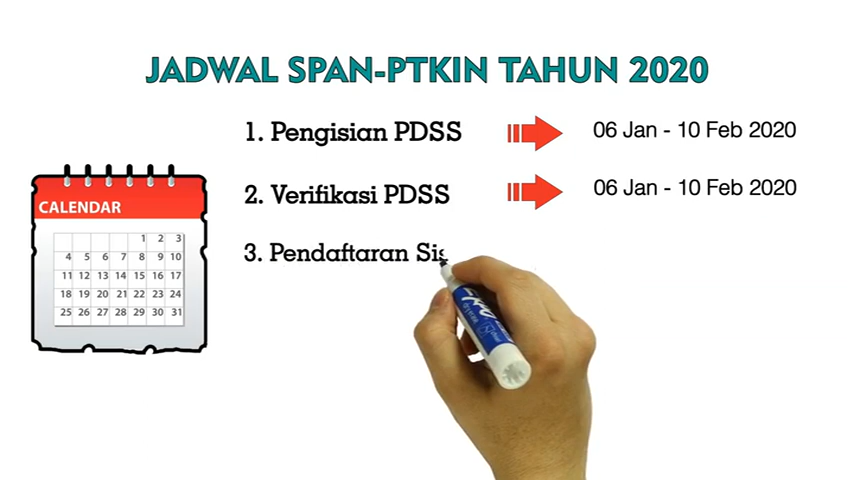 JADWAL SPAN-PTKIN TAHUN 2020
1. Pengisian PDSS
06 Jan - 10 Feb 2020
2. Verifikasi PDSS
06 Jan - 10 Feb 2020
3. Pendaftaran Sis
CALENDAR
1 2 3
4 5 6 7 8 9 10
11 12 13 14 15 16 17
18 19 20 21 22 23 24
25 26 27 28 29 30 31